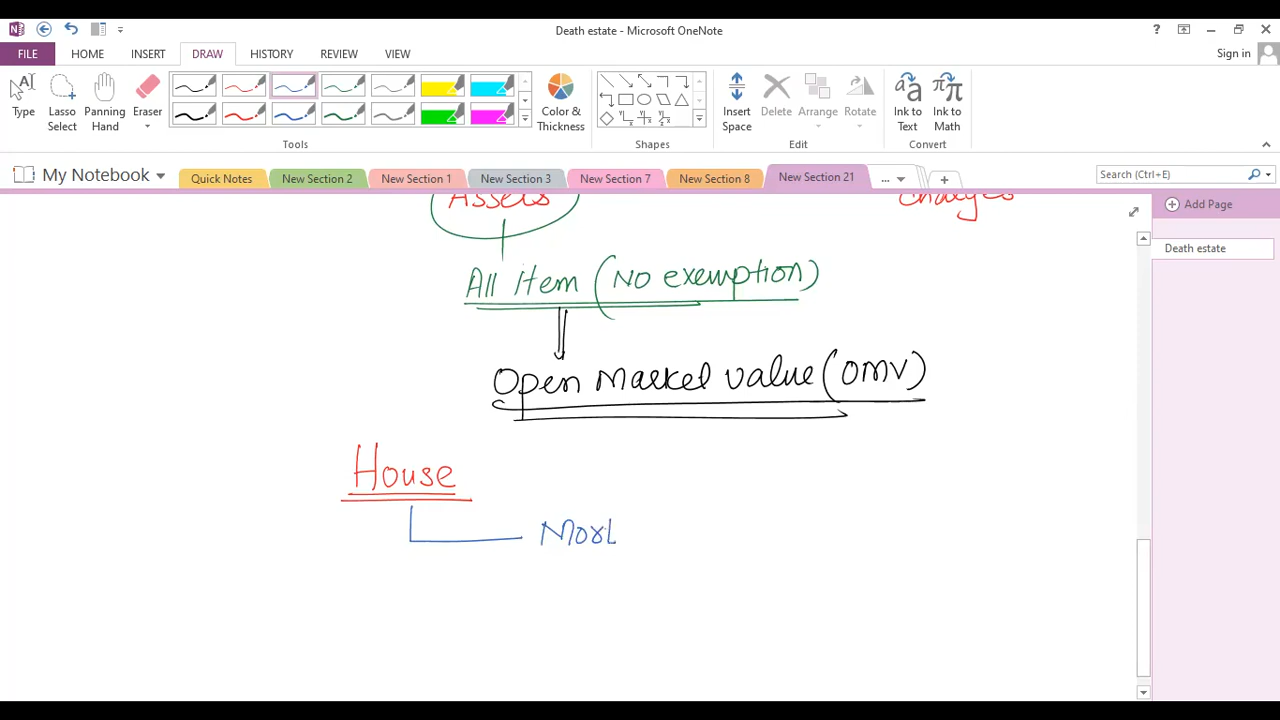 Death estate - Microsoft OneNote
?
FILE HOME INSERT DRAW HISTORY REVIEW VIEW
Sign in
Type
Lasso Select
Panning Hand
Eraser
Color & Thickness
Insert Space
Delete
Arrange
Rotate
Ink to Text
Ink to Math
Tools
Shapes
Edit
Convert
My Notebook
Quick Notes
New Section 2
New Section 1
New Section 3
New Section 7
New Section 8
New Section 21
...
Search (Ctrl+E)
Add Page
Death estate
Assets
charges
All item (No exemption)
Open Market value (OMV)
House